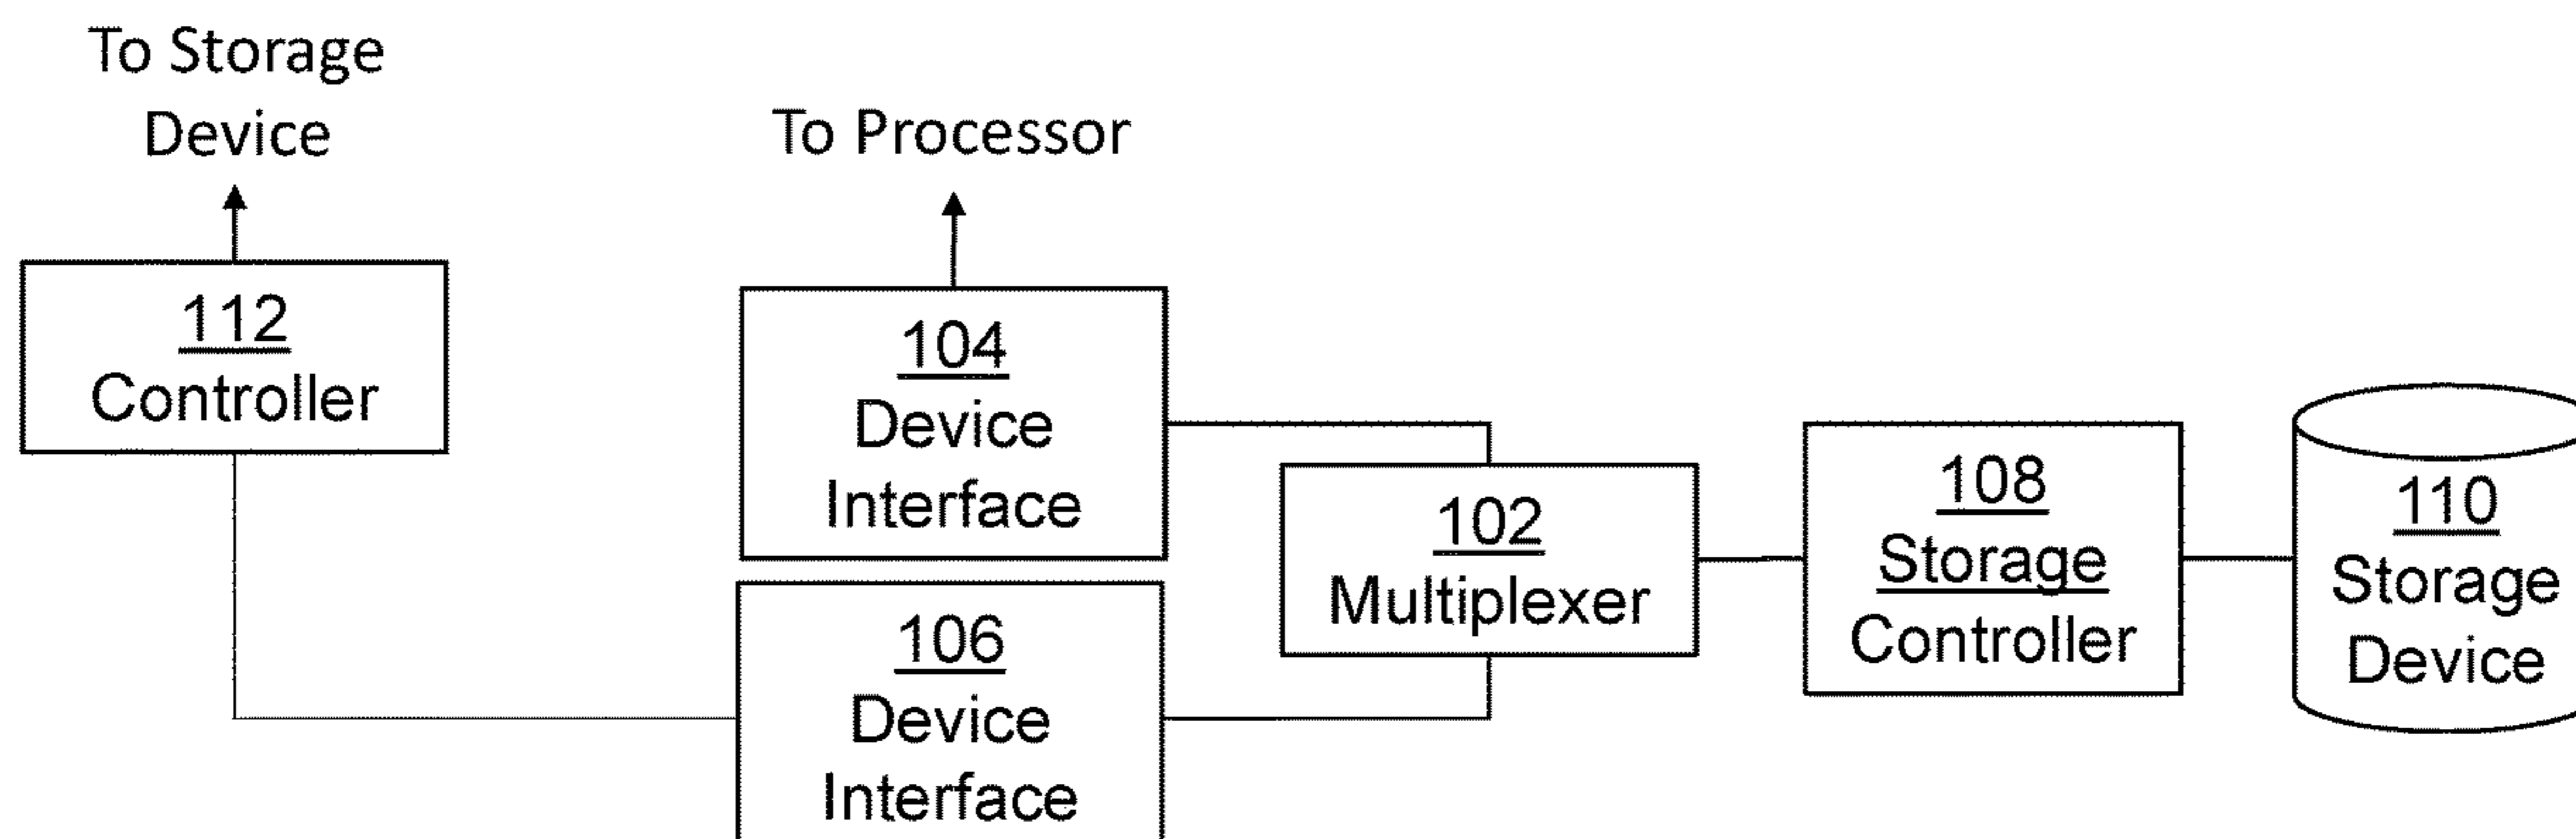 To Storage
Device
To Processor
112
Controller
104
Device
Interface
106
Device
Interface
102
Multiplexer
108
Storage
Controller
110
Storage
Device